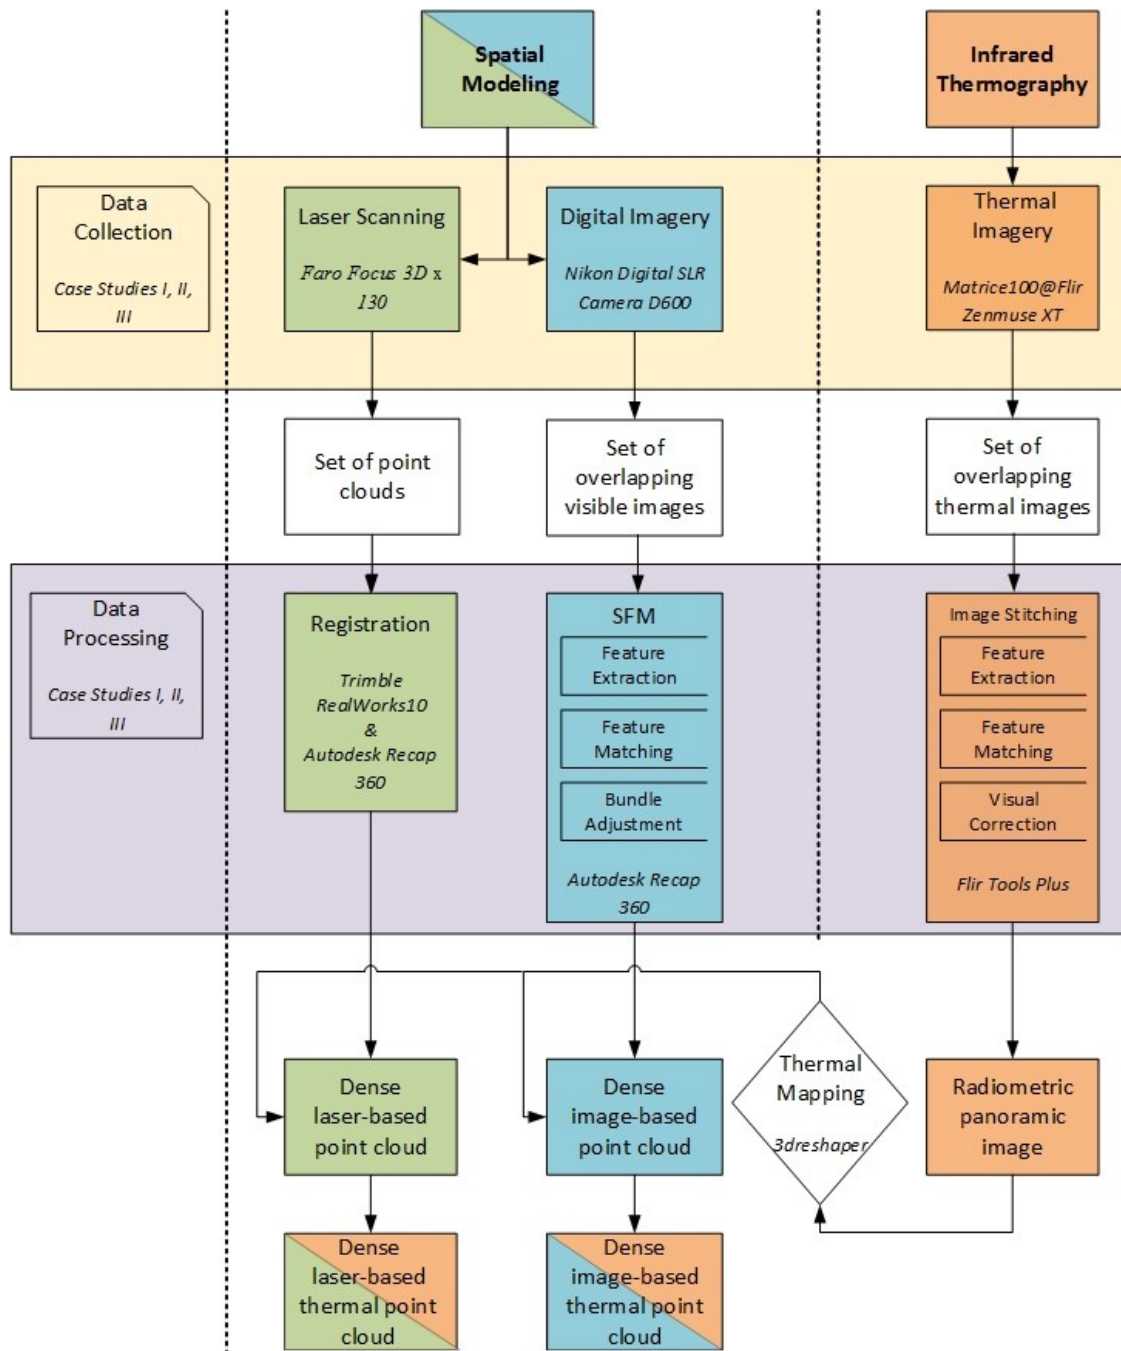 Spatial
Modeling
Infrared
Thermography
Data
Collection
Case Studies I, II,
III
Laser Scanning
Faro Focus 3D x
130
Digital Imagery
Nikon Digital SLR
Camera D600
Thermal
Imagery
Matrice100@Flir
Zenmuse XT
Set of point
clouds
Set of
overlapping
visible images
Set of
overlapping
thermal images
Data
Processing
Case Studies I, II,
III
Registration
Trimble
RealWorks10
&
Autodesk Recap
360
SFM
Feature
Extraction
Feature
Matching
Bundle
Adjustment
Autodesk Recap
360
Image Stitching
Feature
Extraction
Feature
Matching
Visual
Correction
Flir Tools Plus
Dense
laser-based
point cloud
Dense
image-based
point cloud
Thermal
Mapping
3dreshaper
Radiometric
panoramic
image
Dense
laser-based
thermal point
cloud
Dense
image-based
thermal point
cloud